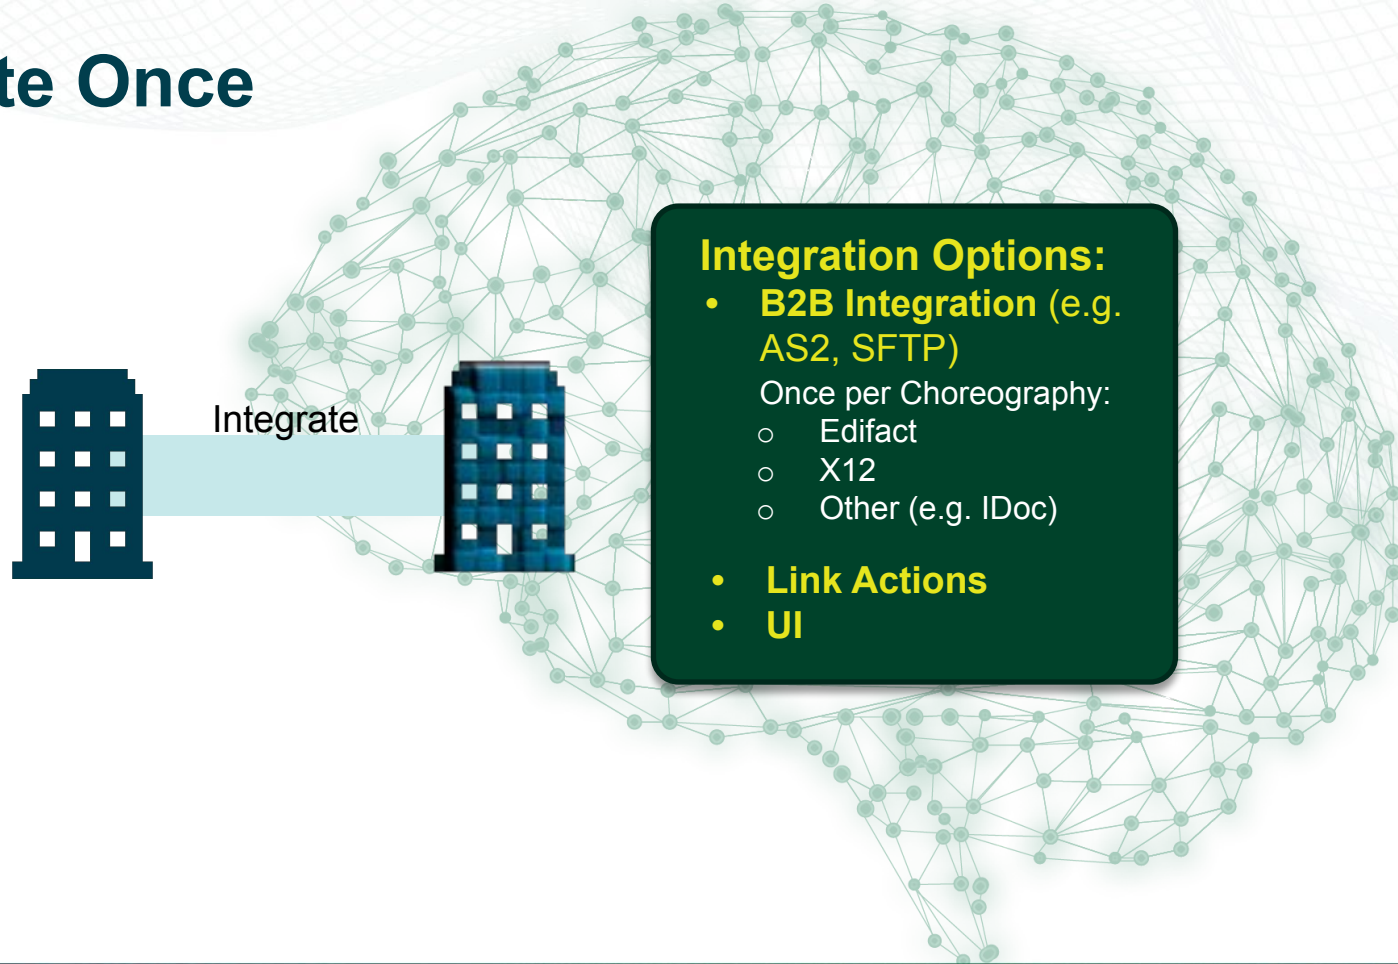 te Once
Integrate
Integration Options:
• B2B Integration (e.g.
AS2, SFTP)
Once per Choreography:
o Edifact
o X12
o Other (e.g. IDoc)
• Link Actions
• UI